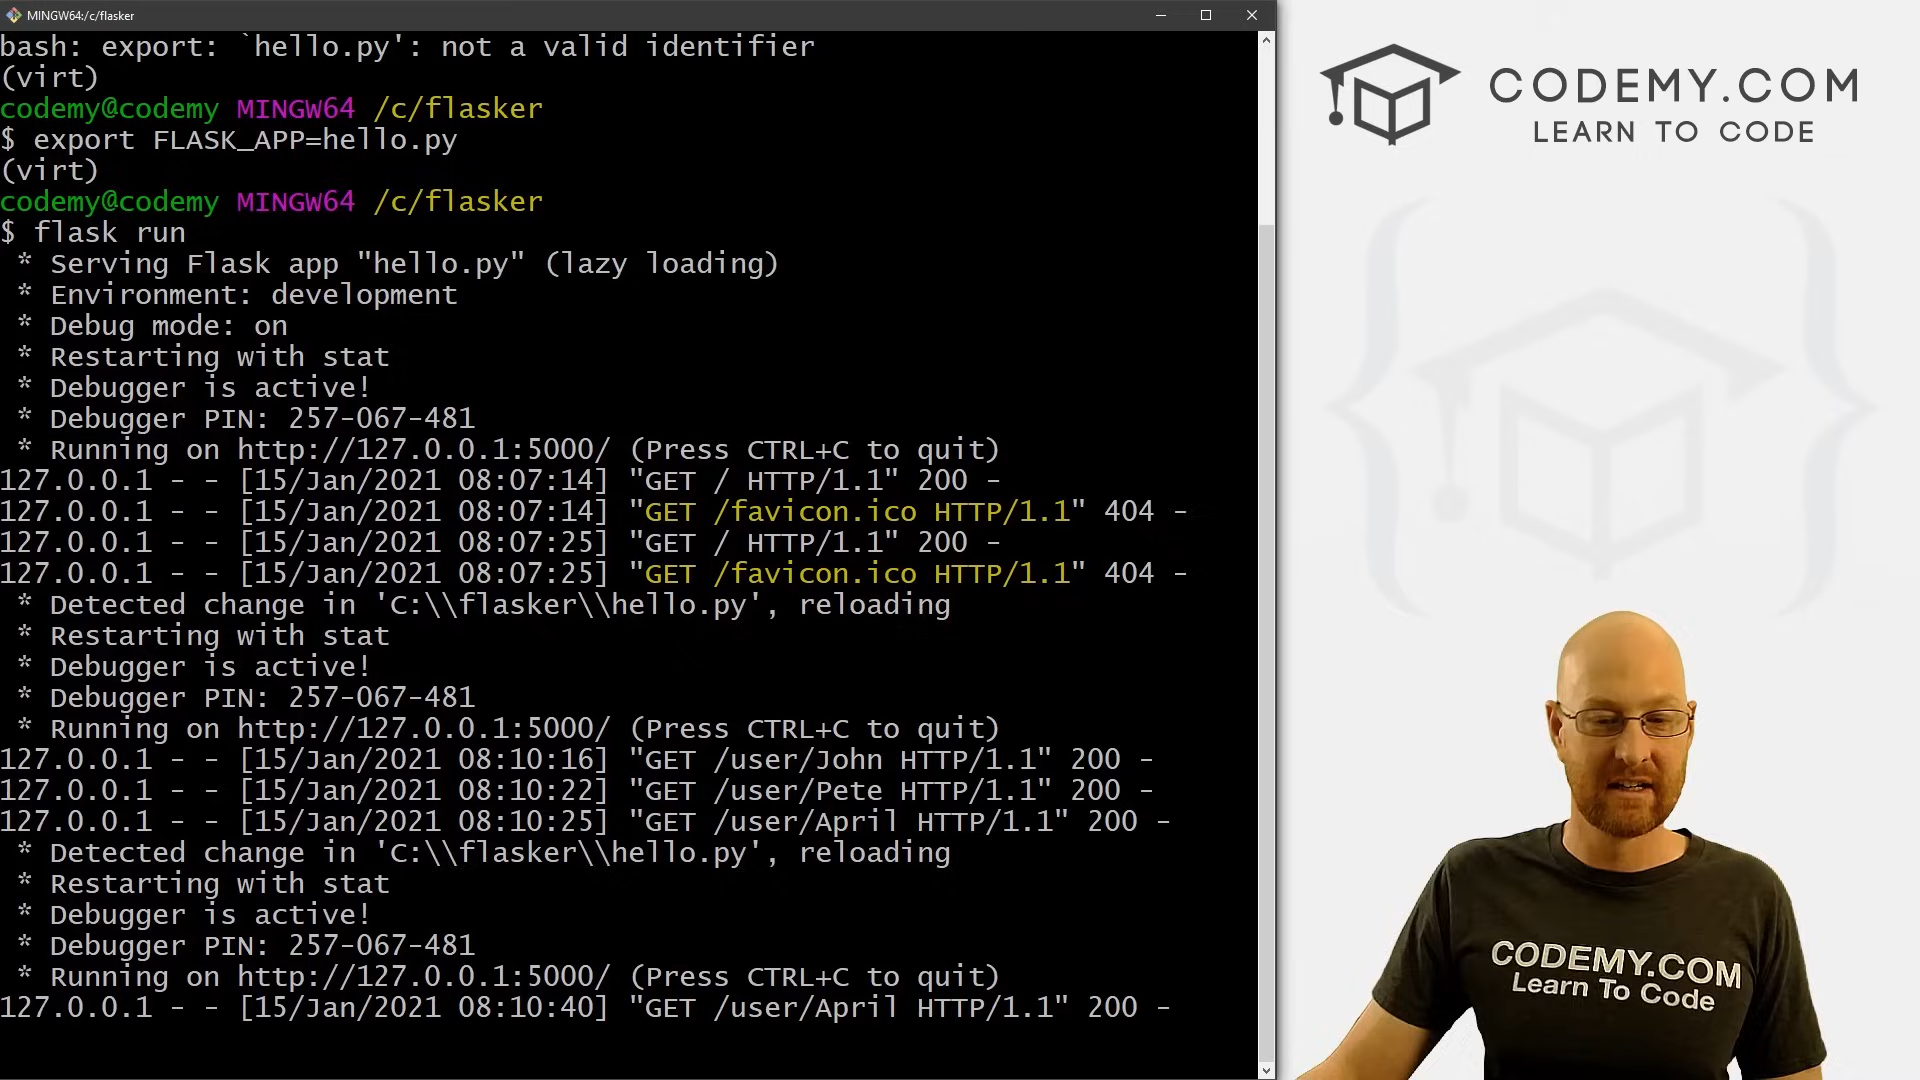 MINGW64:/c/flasker
bash: export: `hello.py': not a valid identifier
(virt)
codemy@codemy MINGW64 /c/flasker
$ export FLASK_APP=hello.py
(virt)
codemy@codemy MINGW64 /c/flasker
$ flask run
 * Serving Flask app "hello.py" (lazy loading)
 * Environment: development
 * Debug mode: on
 * Restarting with stat
 * Debugger is active!
 * Debugger PIN: 257-067-481
 * Running on http://127.0.0.1:5000/ (Press CTRL+C to quit)
127.0.0.1 - - [15/Jan/2021 08:07:14] "GET / HTTP/1.1" 200 -
127.0.0.1 - - [15/Jan/2021 08:07:14] "GET /favicon.ico HTTP/1.1" 404 -
127.0.0.1 - - [15/Jan/2021 08:07:25] "GET / HTTP/1.1" 200 -
127.0.0.1 - - [15/Jan/2021 08:07:25] "GET /favicon.ico HTTP/1.1" 404 -
 * Detected change in 'C:\\flasker\\hello.py', reloading
 * Restarting with stat
 * Debugger is active!
 * Debugger PIN: 257-067-481
 * Running on http://127.0.0.1:5000/ (Press CTRL+C to quit)
127.0.0.1 - - [15/Jan/2021 08:10:16] "GET /user/John HTTP/1.1" 200 -
127.0.0.1 - - [15/Jan/2021 08:10:22] "GET /user/Pete HTTP/1.1" 200 -
127.0.0.1 - - [15/Jan/2021 08:10:25] "GET /user/April HTTP/1.1" 200 -
 * Detected change in 'C:\\flasker\\hello.py', reloading
 * Restarting with stat
 * Debugger is active!
 * Debugger PIN: 257-067-481
 * Running on http://127.0.0.1:5000/ (Press CTRL+C to quit)
127.0.0.1 - - [15/Jan/2021 08:10:40] "GET /user/April HTTP/1.1" 200 -
CODEMY.COM
LEARN TO CODE
CODEMY.COM
Learn To Code